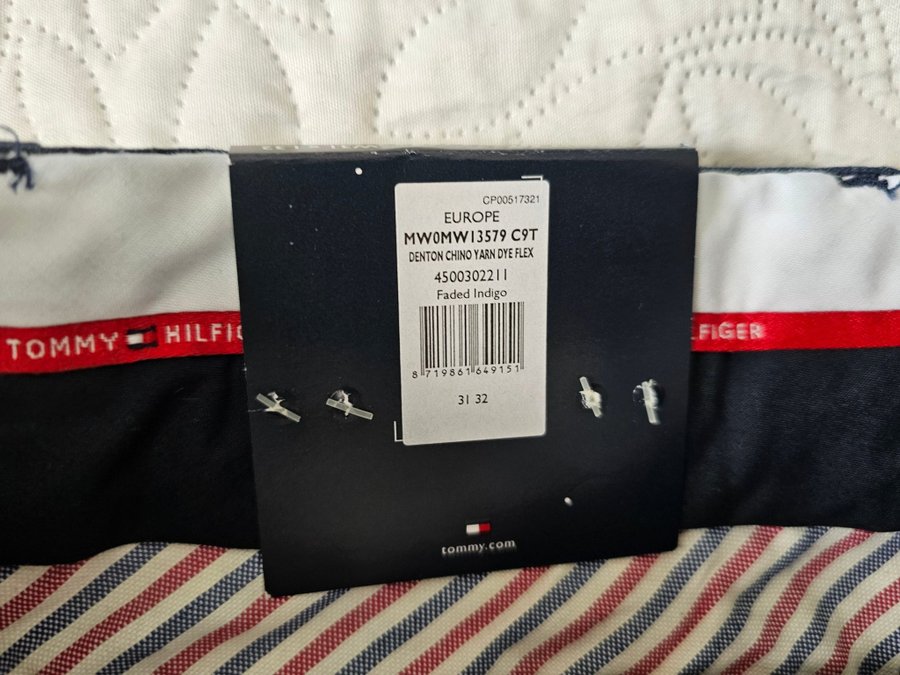 CP00517321
EUROPE
MW0MW13579 C9T
DENTON CHINO YARN DYE FLEX
4500302211
Faded Indigo
8 719861 649151
31 32
TOMMY HILFIG
FIGER
tommy.com